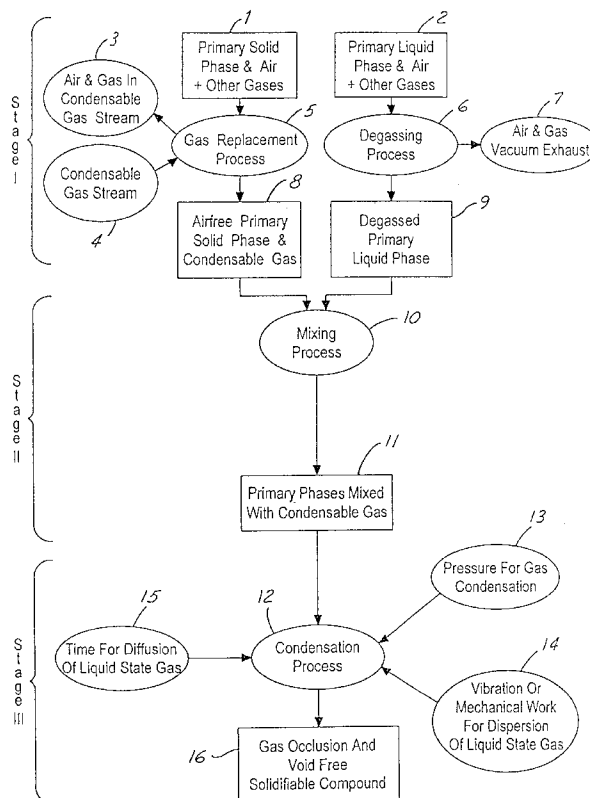 1
2
3
Primary Solid
Phase & Air
+ Other Gases
Primary Liquid
Phase & Air
+ Other Gases
Air & Gas In
Condensable
Gas Stream
5
6
7
Gas Replacement
Process
Degassing
Process
Air & Gas
Vacuum Exhaust
Condensable
Gas Stream
4
8
9
Airfree Primary
Solid Phase &
Condensable Gas
Degassed
Primary
Liquid Phase
Stage I
10
Mixing
Process
Stage II
11
Primary Phases Mixed
With Condensable Gas
13
Pressure For Gas
Condensation
12
15
Condensation
Process
Time For Diffusion
Of Liquid State Gas
14
Vibration Or
Mechanical Work
For Dispersion
Of Liquid State Gas
Stage III
16
Gas Occlusion And
Void Free
Solidifiable Compound